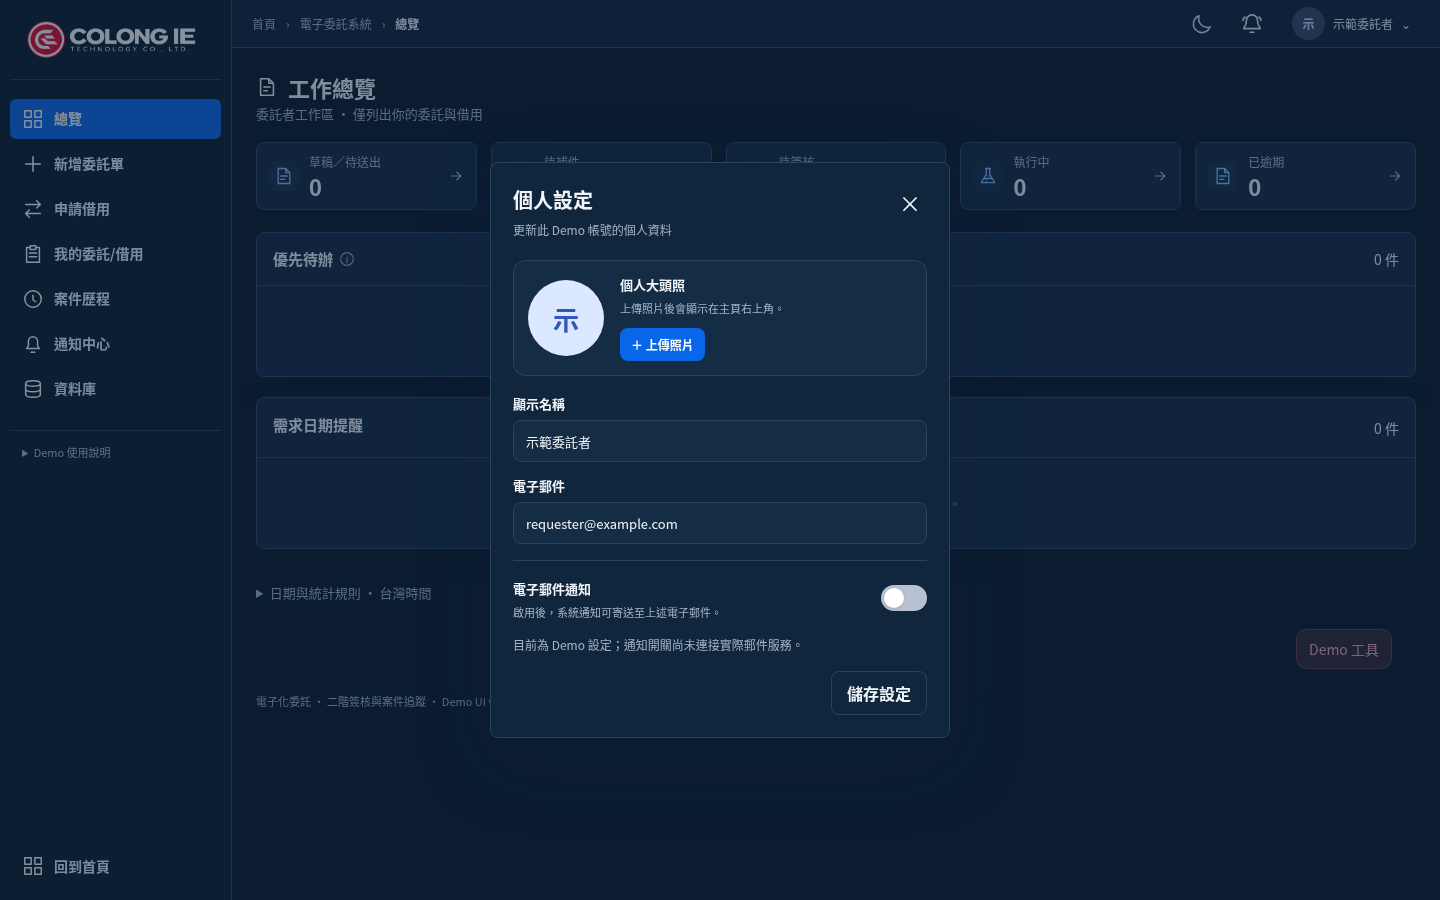 COLONG IE
TECHNOLOGY CO., LTD.
總覽
新增委託單
申請借用
我的委託/借用
案件歷程
通知中心
資料庫
Demo 使用說明
回到首頁
首頁 › 電子委託系統 › 總覽
示 示範委託者
工作總覽
委託者工作區 • 僅列出你的委託與借用
草稿／待送出
0
待補件
待簽核
執行中
0
已逾期
0
優先待辦
0 件
需求日期提醒
0 件
日期與統計規則 • 台灣時間
Demo 工具
電子化委託 • 二階簽核與案件追蹤 • Demo UI
個人設定
更新此 Demo 帳號的個人資料
示
個人大頭照
上傳照片後會顯示在主頁右上角。
＋ 上傳照片
顯示名稱
示範委託者
電子郵件
requester@example.com
電子郵件通知
啟用後，系統通知可寄送至上述電子郵件。
目前為 Demo 設定；通知開關尚未連接實際郵件服務。
儲存設定